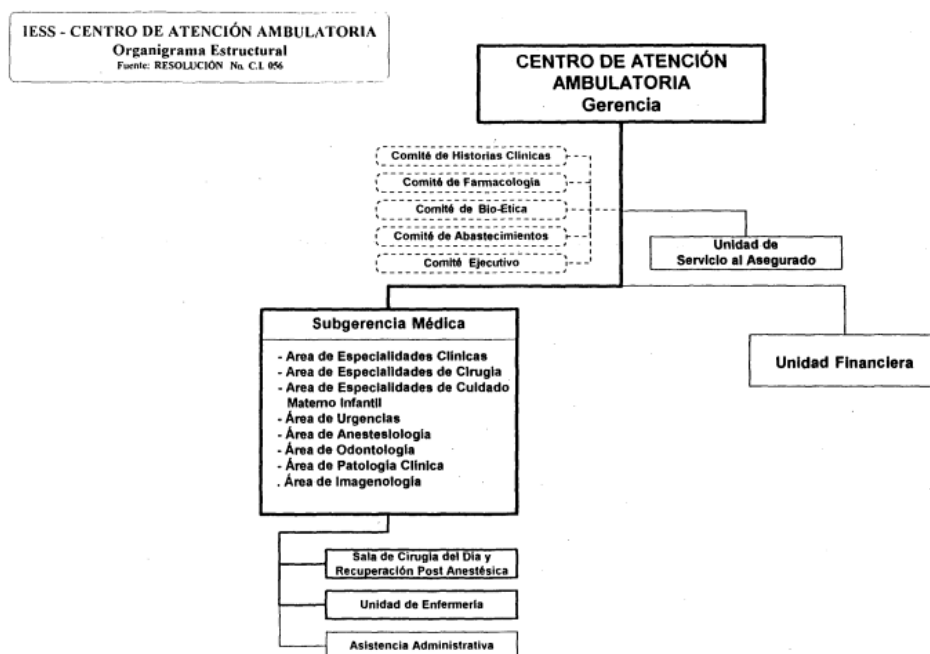 IESS - CENTRO DE ATENCIÓN AMBULATORIA
Organigrama Estructural
Fuente: RESOLUCIÓN No. C.I. 056
CENTRO DE ATENCIÓN
AMBULATORIA
Gerencia
Comité de Historias Clínicas
Comité de Farmacología
Comité de Bio-Etica
Comité de Abastecimientos
Comité Ejecutivo
Unidad de
Servicio al Asegurado
Subgerencia Médica
- Area de Especialidades Clínicas
- Area de Especialidades de Cirugía
- Area de Especialidades de Cuidado
Materno Infantil
- Área de Urgencias
- Área de Anestesiología
- Área de Odontología
- Área de Patología Clínica
. Área de Imagenología
Unidad Financiera
Sala de Cirugía del Día y
Recuperación Post Anestésica
Unidad de Enfermería
Asistencia Administrativa